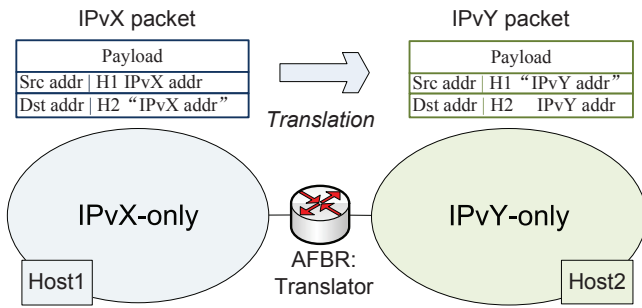 IPvX packet
IPvY packet
Payload
Src addr | H1 IPvX addr
Dst addr | H2 “IPvX addr”
Translation
Payload
Src addr | H1 “IPvY addr”
Dst addr | H2 IPvY addr
IPvX-only
IPvY-only
AFBR:
Translator
Host1
Host2